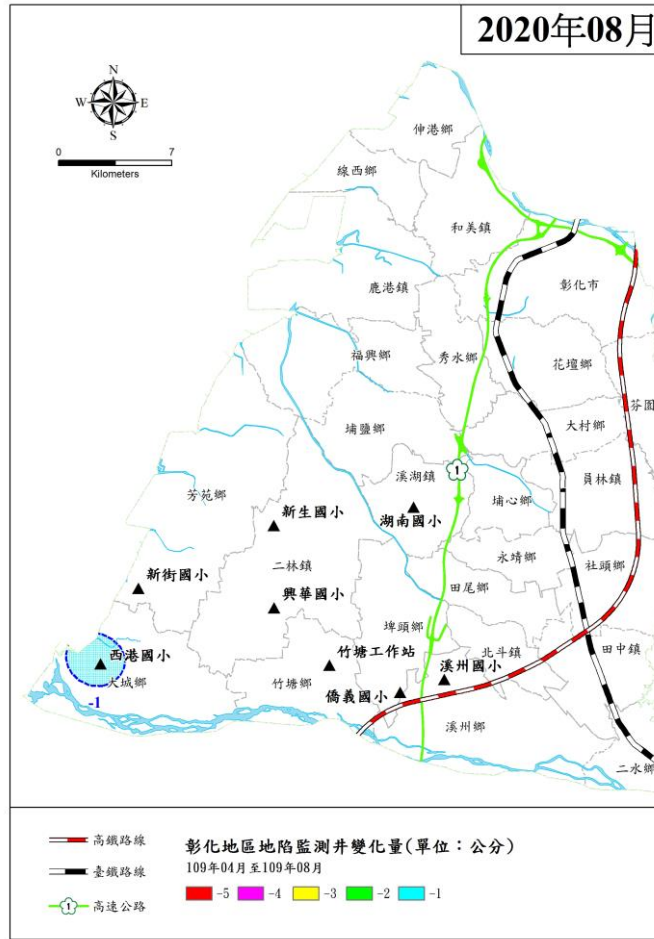 2020年08月
N
W
E
S
0
7
Kilometers
伸港鄉
線西鄉
和美鎮
鹿港鎮
彰化市
福興鄉
秀水鄉
花壇鄉
芬園
埔鹽鄉
大村鄉
溪湖鎮
1
員林鎮
芳苑鄉
埔心鄉
新生國小
湖南國小
永靖鄉
二林鎮
社頭鄉
新街國小
田尾鄉
興華國小
埤頭鄉
北斗鎮
田中鎮
西港國小
竹塘工作站
溪州國小
大城鄉
竹塘鄉
僑義國小
-1
溪州鄉
二水鄉
高鐵路線
臺鐵路線
1
高速公路
彰化地區地陷監測井變化量(單位：公分)
109年04月至109年08月
-5 -4 -3 -2 -1